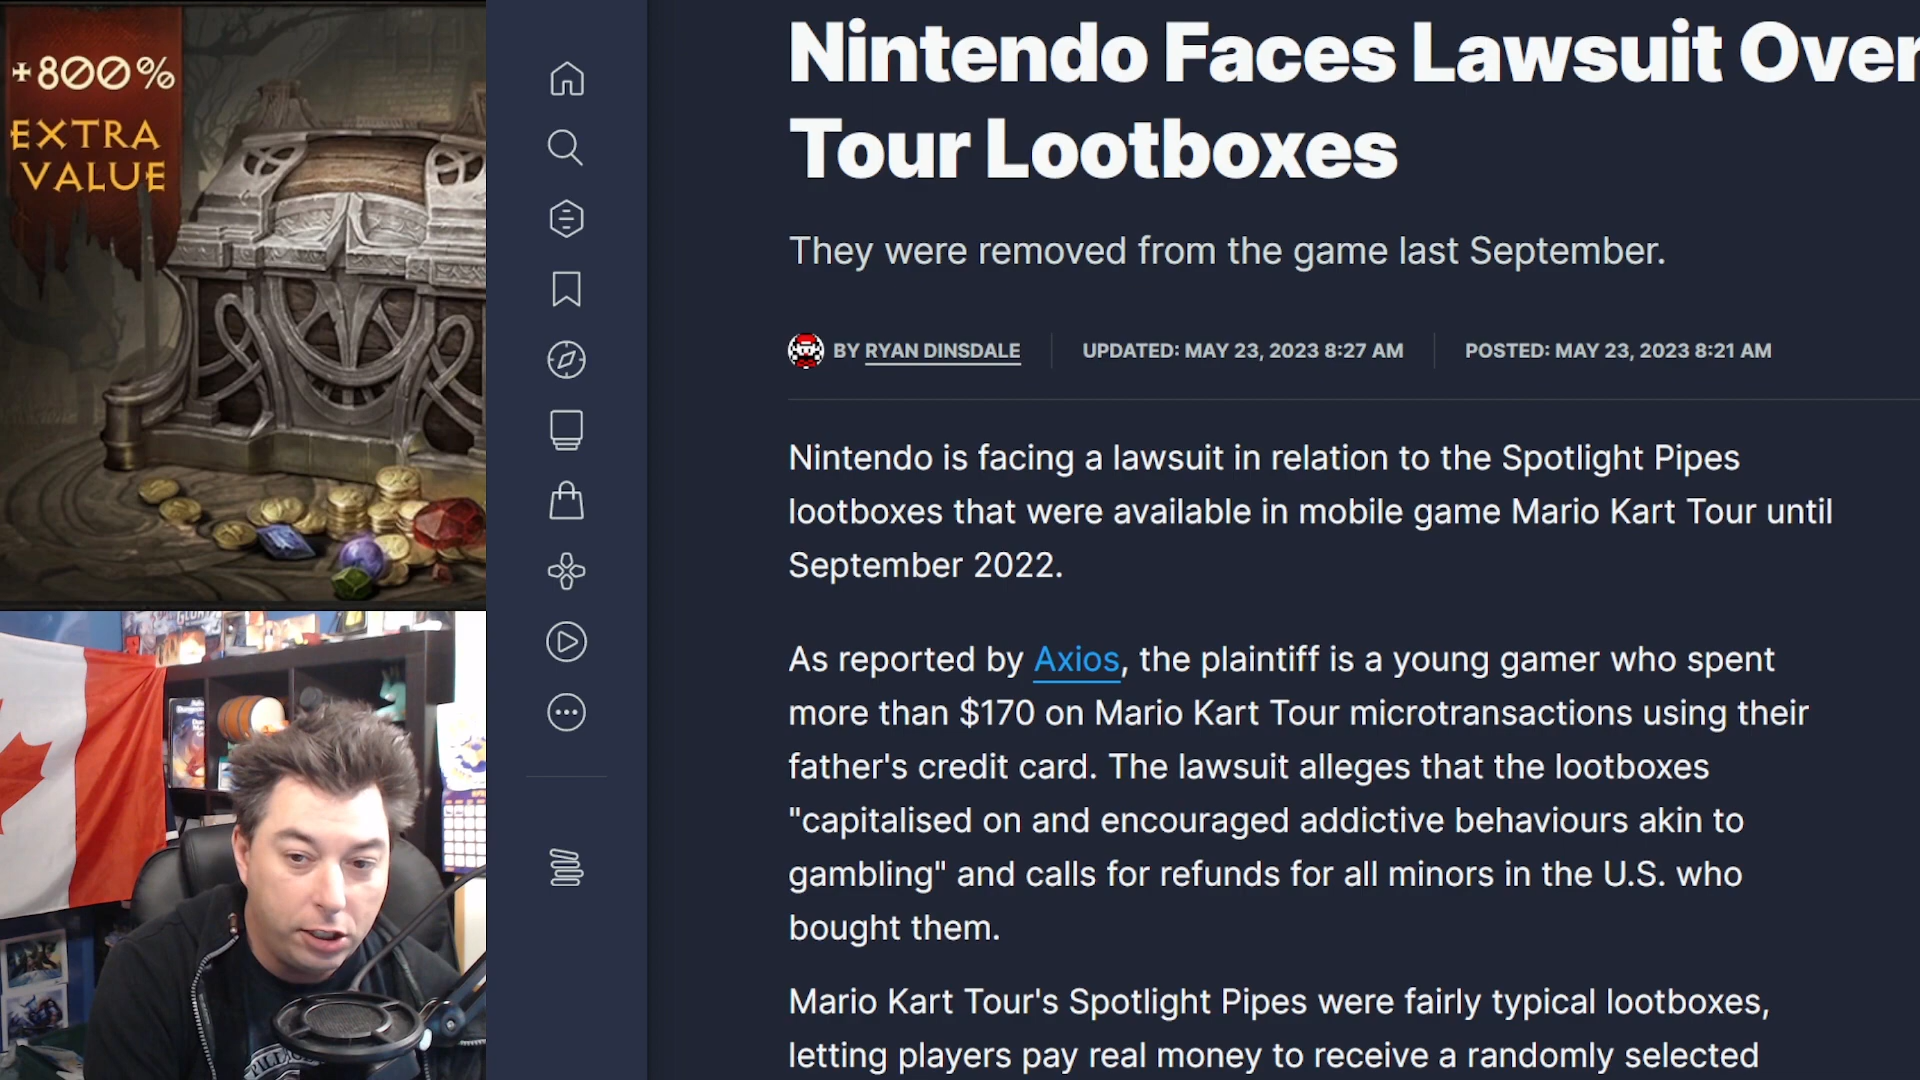 +800%
EXTRA
VALUE
Nintendo Faces Lawsuit Over
Tour Lootboxes
They were removed from the game last September.
BY RYAN DINSDALE
UPDATED: MAY 23, 2023 8:27 AM
POSTED: MAY 23, 2023 8:21 AM
Nintendo is facing a lawsuit in relation to the Spotlight Pipes
lootboxes that were available in mobile game Mario Kart Tour until
September 2022.
As reported by Axios, the plaintiff is a young gamer who spent
more than $170 on Mario Kart Tour microtransactions using their
father's credit card. The lawsuit alleges that the lootboxes
"capitalised on and encouraged addictive behaviours akin to
gambling" and calls for refunds for all minors in the U.S. who
bought them.
Mario Kart Tour's Spotlight Pipes were fairly typical lootboxes,
letting players pay real money to receive a randomly selected